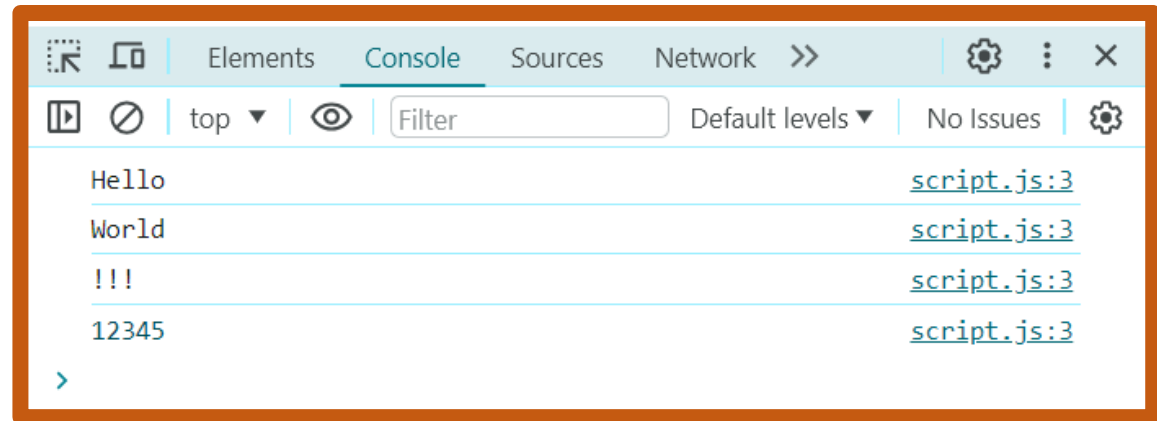 Elements Console Sources Network
top Filter Default levels No Issues
Hello script.js:3
World script.js:3
!!! script.js:3
12345 script.js:3